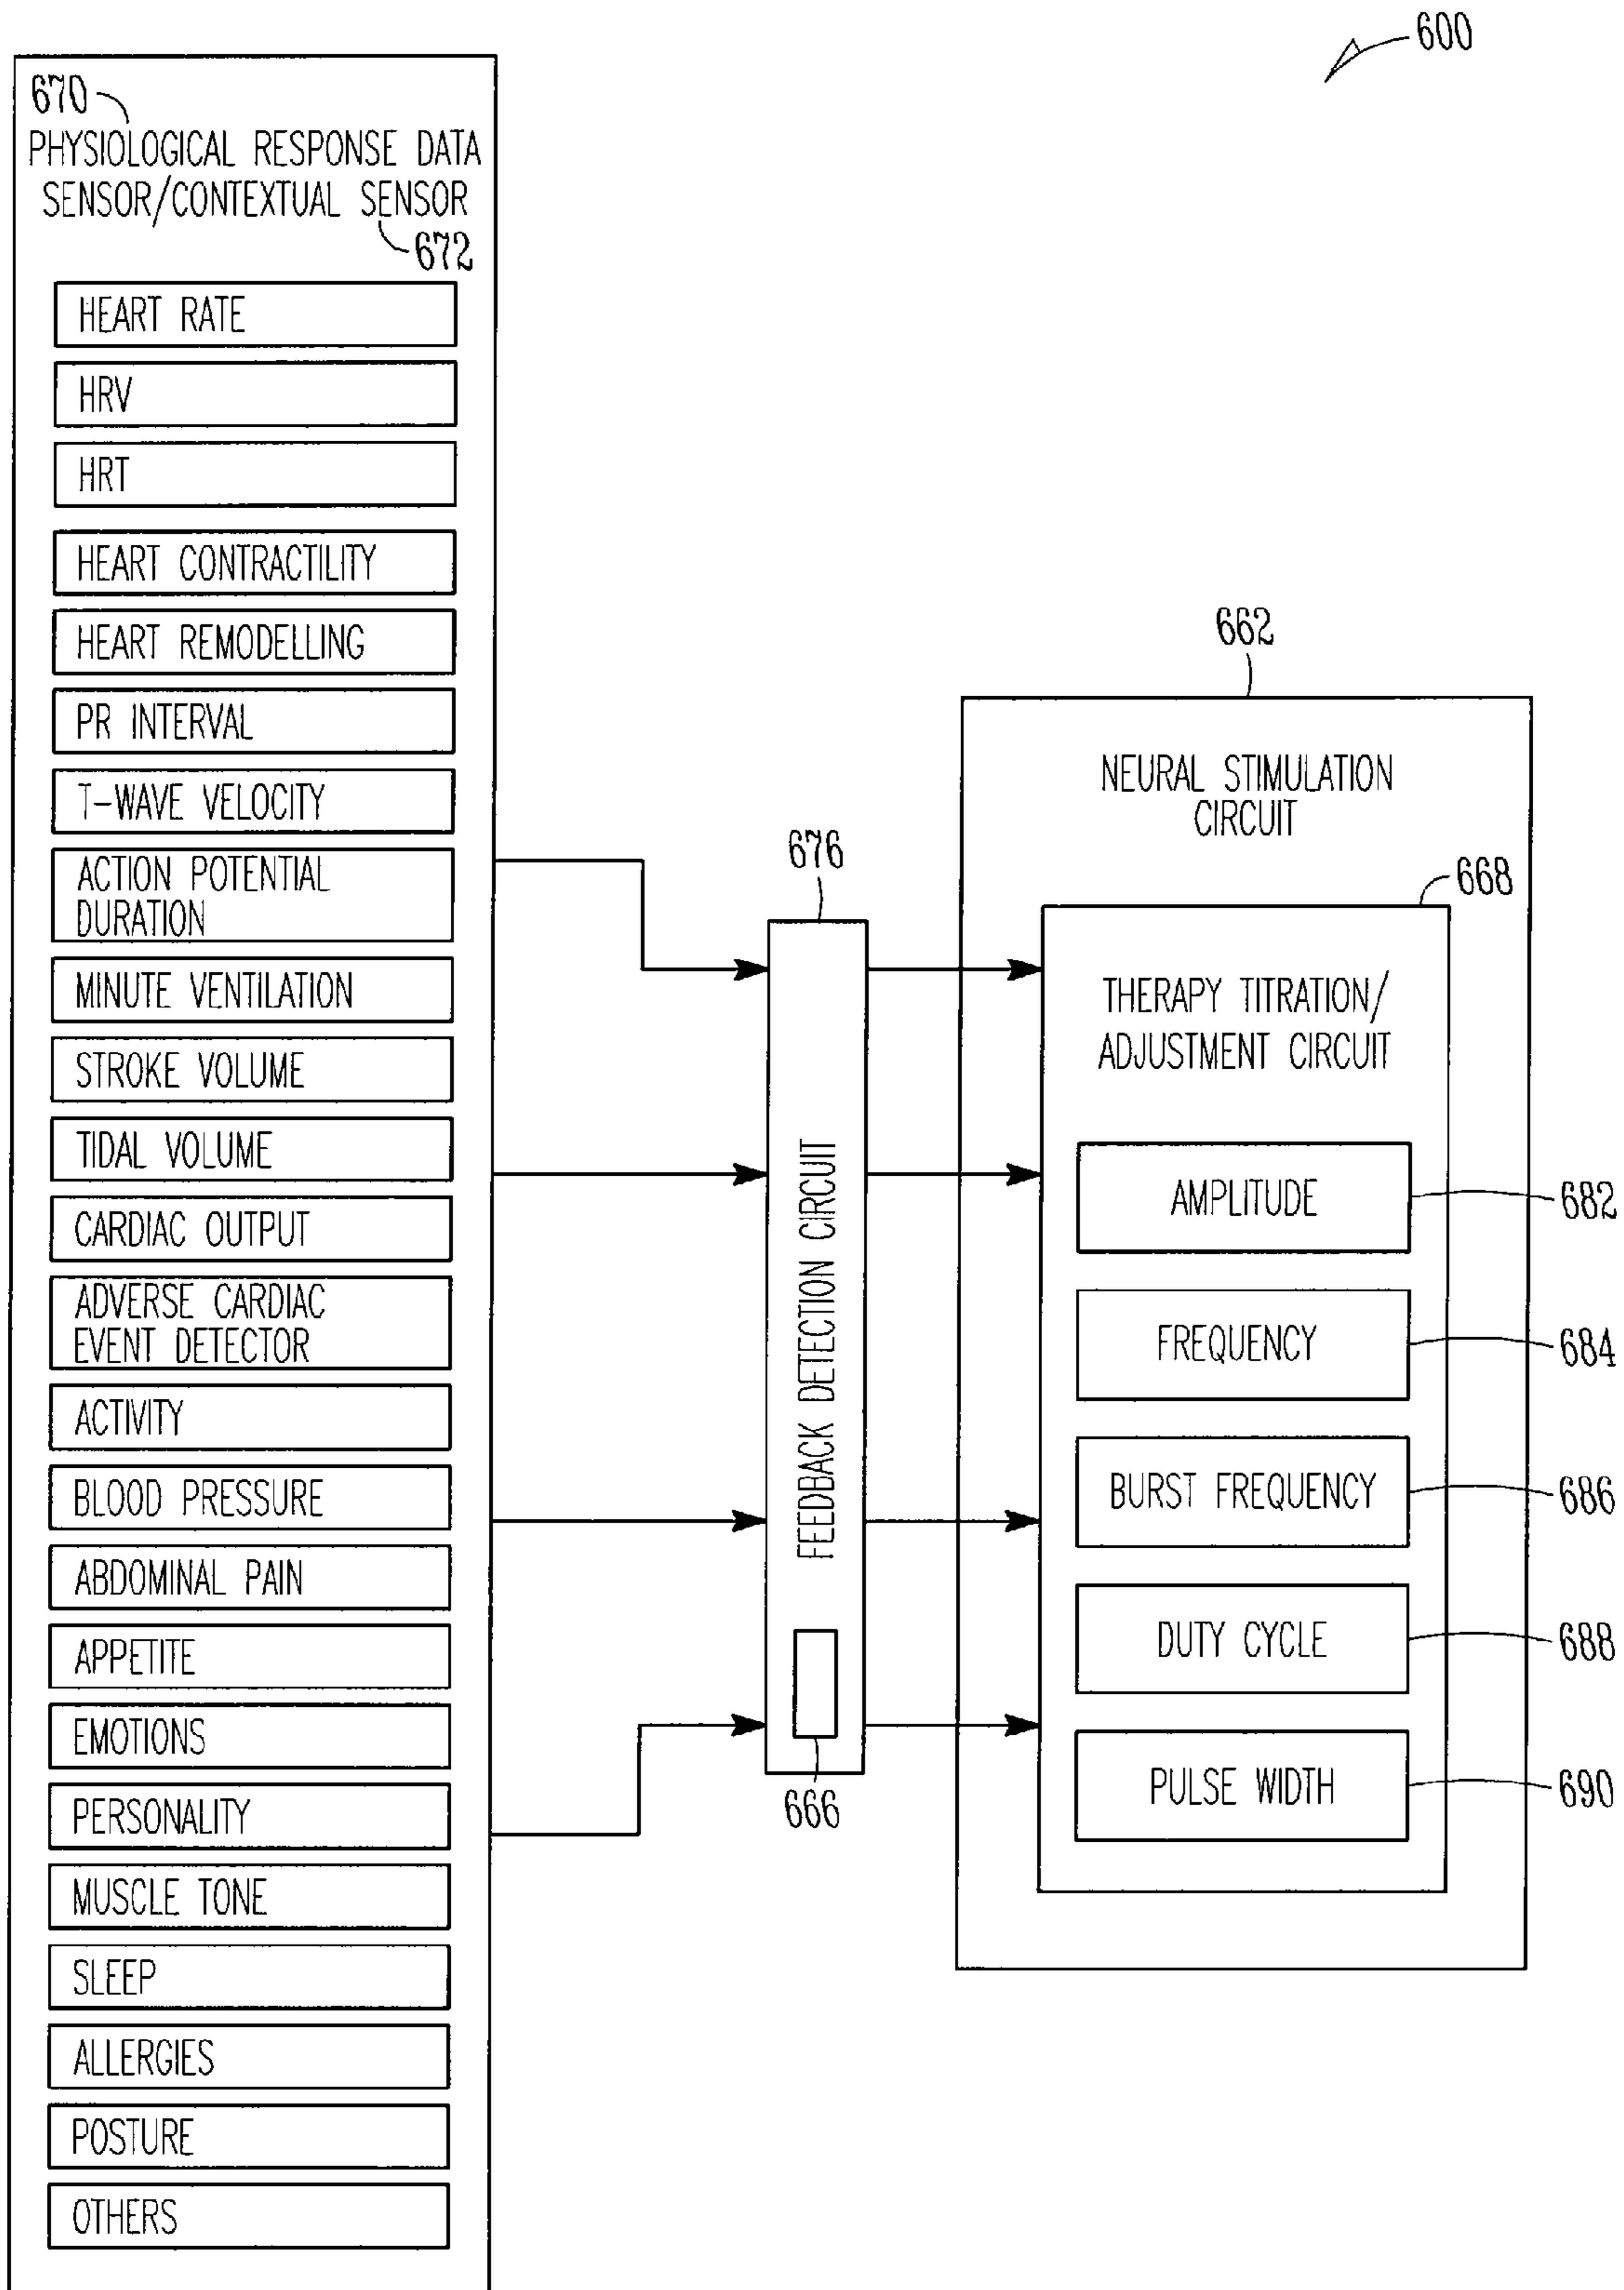 600
670
PHYSIOLOGICAL RESPONSE DATA
SENSOR/CONTEXTUAL SENSOR
672
HEART RATE
HRV
HRT
HEART CONTRACTILITY
HEART REMODELLING
PR INTERVAL
T-WAVE VELOCITY
ACTION POTENTIAL
DURATION
MINUTE VENTILATION
STROKE VOLUME
TIDAL VOLUME
CARDIAC OUTPUT
ADVERSE CARDIAC
EVENT DETECTOR
ACTIVITY
BLOOD PRESSURE
ABDOMINAL PAIN
APPETITE
EMOTIONS
PERSONALITY
MUSCLE TONE
SLEEP
ALLERGIES
POSTURE
OTHERS
676
FEEDBACK DETECTION CIRCUIT
666
662
NEURAL STIMULATION
CIRCUIT
668
THERAPY TITRATION/
ADJUSTMENT CIRCUIT
AMPLITUDE
682
FREQUENCY
684
BURST FREQUENCY
686
DUTY CYCLE
688
PULSE WIDTH
690